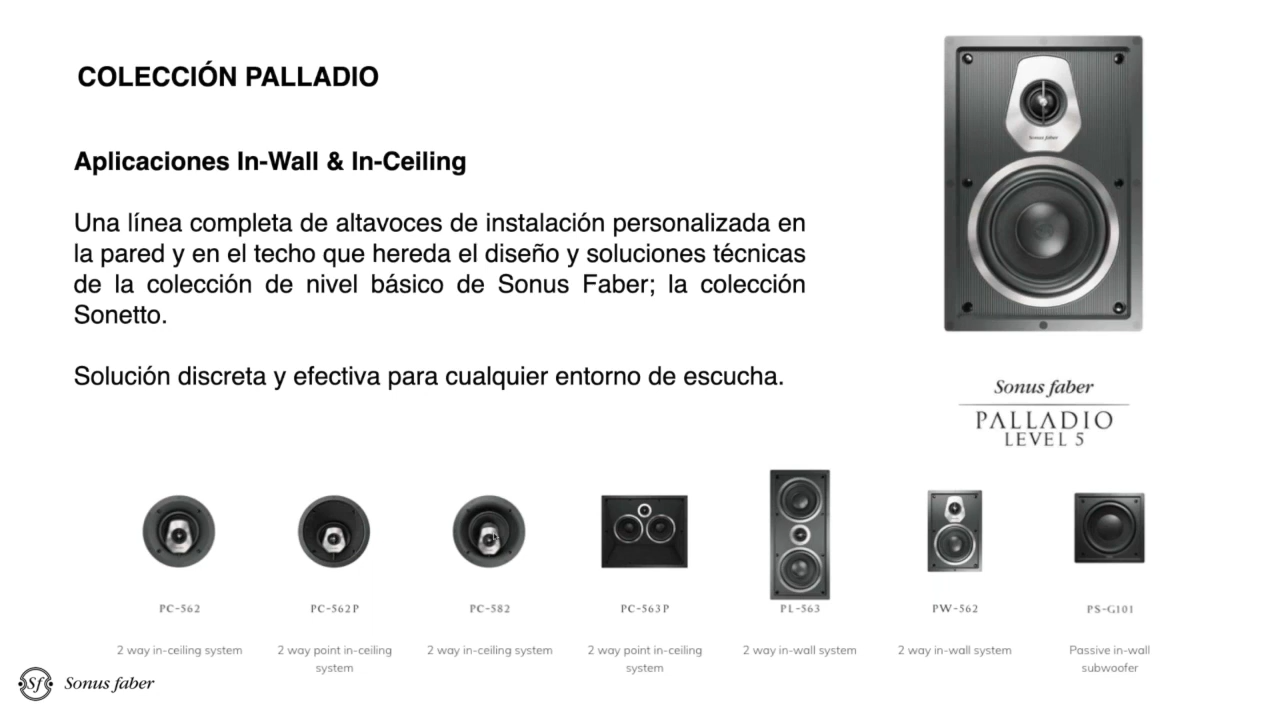 COLECCIÓN PALLADIO
Aplicaciones In-Wall & In-Ceiling
Una línea completa de altavoces de instalación personalizada en
la pared y en el techo que hereda el diseño y soluciones técnicas
de la colección de nivel básico de Sonus Faber; la colección
Sonetto.
Solución discreta y efectiva para cualquier entorno de escucha.
Sonus faber
Sonus faber
PALLADIO
LEVEL 5
PC-562
PC-562P
PC-582
PC-563P
PL-563
PW-562
PS-G101
2 way in-ceiling system
2 way point in-ceiling
system
2 way in-ceiling system
2 way point in-ceiling
system
2 way in-wall system
2 way in-wall system
Passive in-wall
subwoofer
Sf
Sonus faber